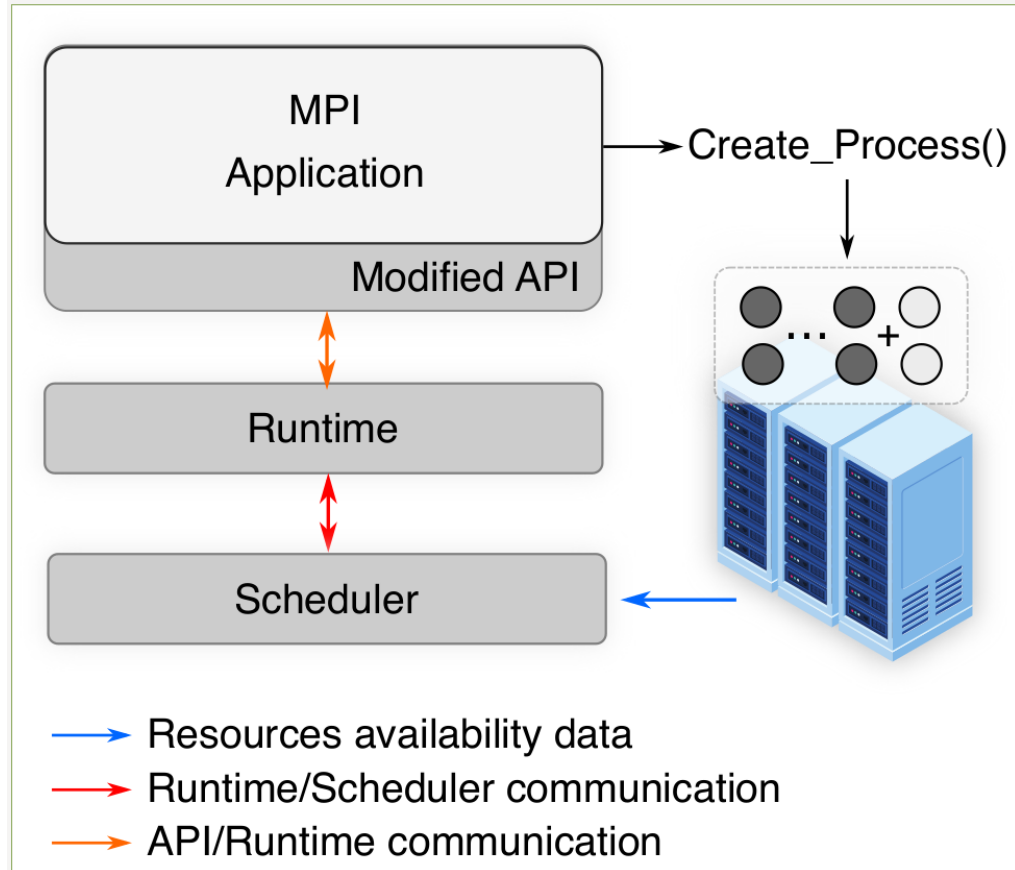 MPI
Application
Create_Process()
Modified API
...
+
Runtime
Scheduler
Resources availability data
Runtime/Scheduler communication
API/Runtime communication